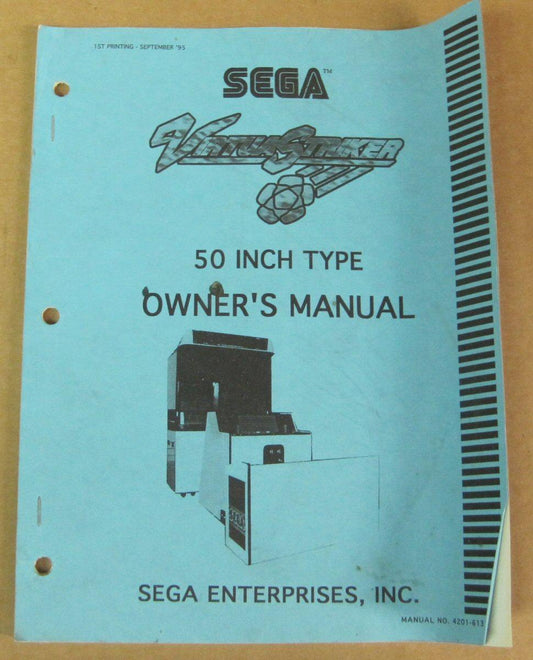 1ST PRINTING - SEPTEMBER '95
SEGA™
VIRTUA STRIKER
50 INCH TYPE
OWNER'S MANUAL
SEGA
SEGA ENTERPRISES, INC.
MANUAL NO. 4201-613